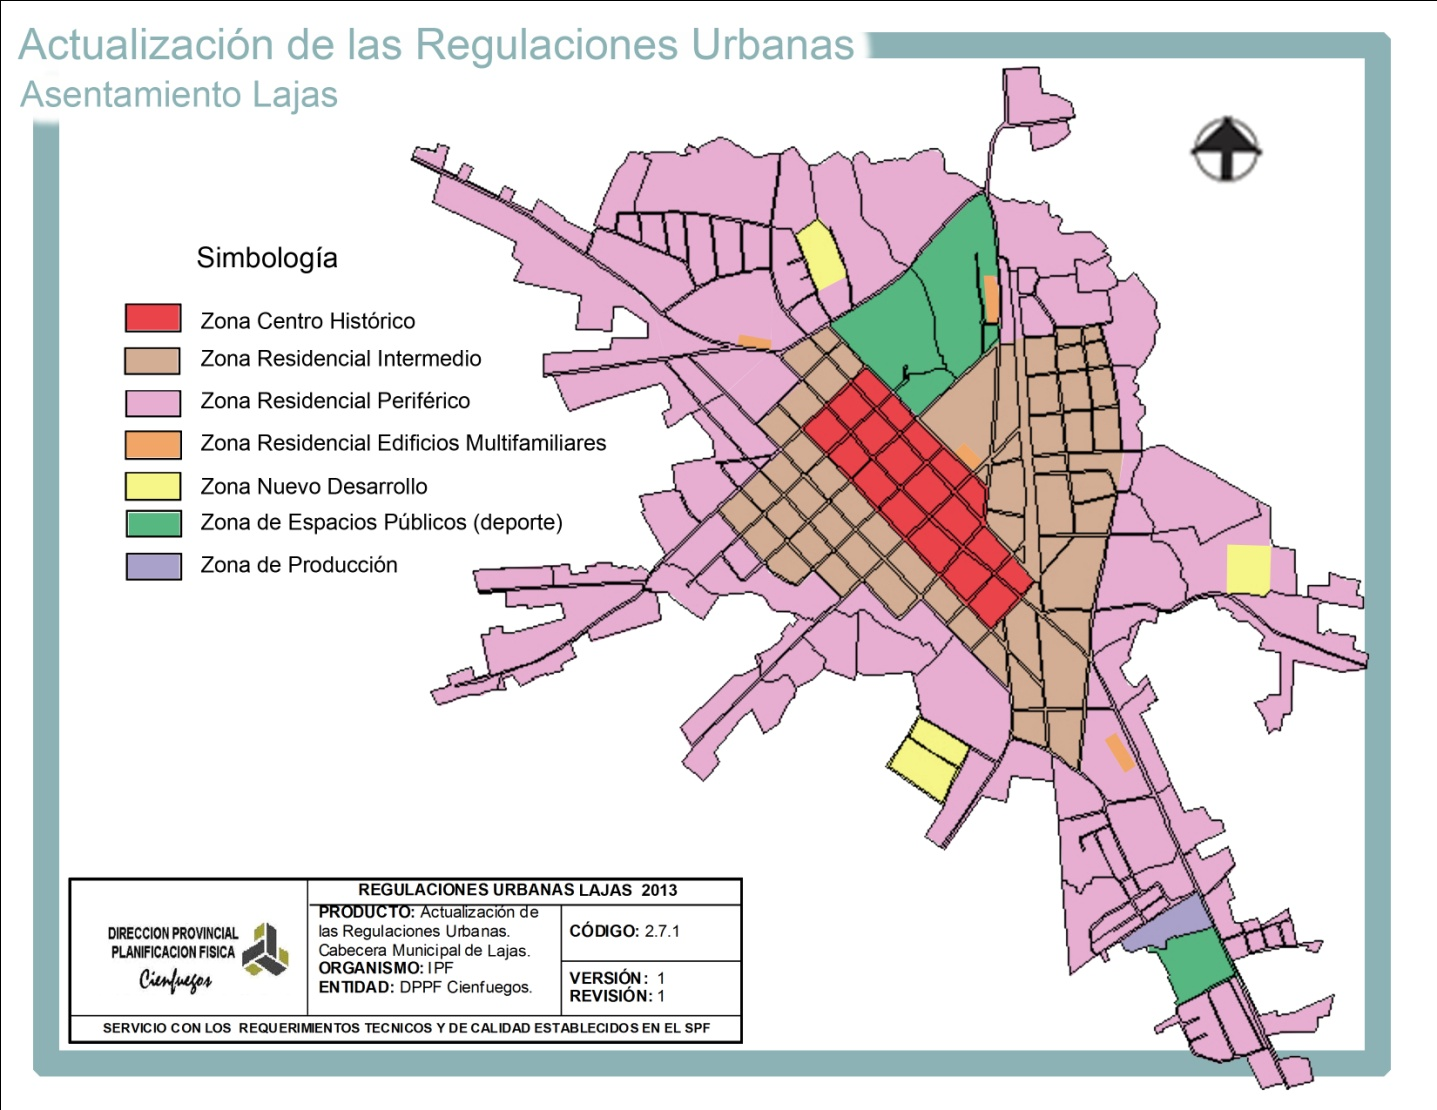 Actualización de las Regulaciones Urbanas
Asentamiento Lajas
Simbología
Zona Centro Histórico
Zona Residencial Intermedio
Zona Residencial Periférico
Zona Residencial Edificios Multifamiliares
Zona Nuevo Desarrollo
Zona de Espacios Públicos (deporte)
Zona de Producción
DIRECCION PROVINCIAL
PLANIFICACION FISICA
Cienfuegos
REGULACIONES URBANAS LAJAS 2013
PRODUCTO: Actualización de
las Regulaciones Urbanas.
Cabecera Municipal de Lajas.
ORGANISMO: IPF
ENTIDAD: DPPF Cienfuegos.
CÓDIGO: 2.7.1
VERSIÓN: 1
REVISIÓN: 1
SERVICIO CON LOS REQUERIMIENTOS TECNICOS Y DE CALIDAD ESTABLECIDOS EN EL SPF